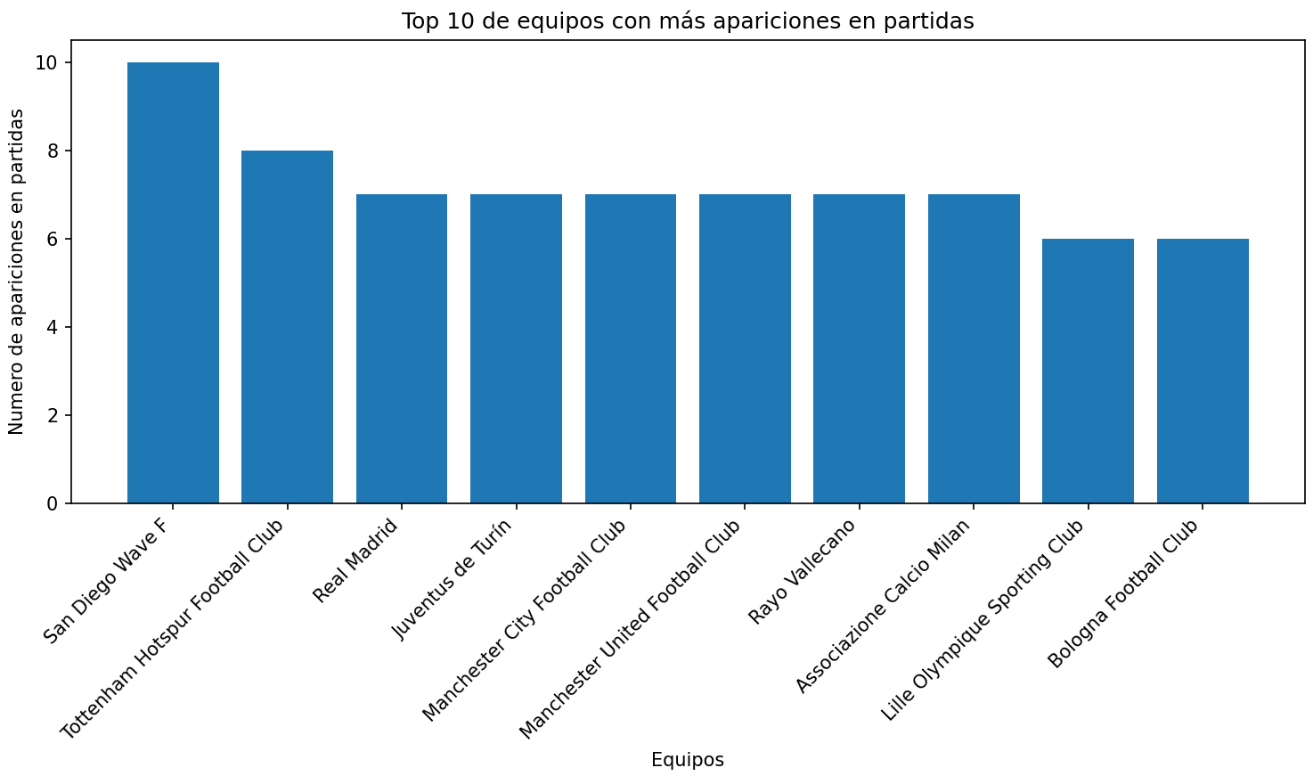 Top 10 de equipos con más apariciones en partidas
Numero de apariciones en partidas
10
8
6
4
2
0
San Diego Wave F
Tottenham Hotspur Football Club
Real Madrid
Juventus de Turín
Manchester City Football Club
Manchester United Football Club
Rayo Vallecano
Associazione Calcio Milan
Lille Olympique Sporting Club
Bologna Football Club
Equipos